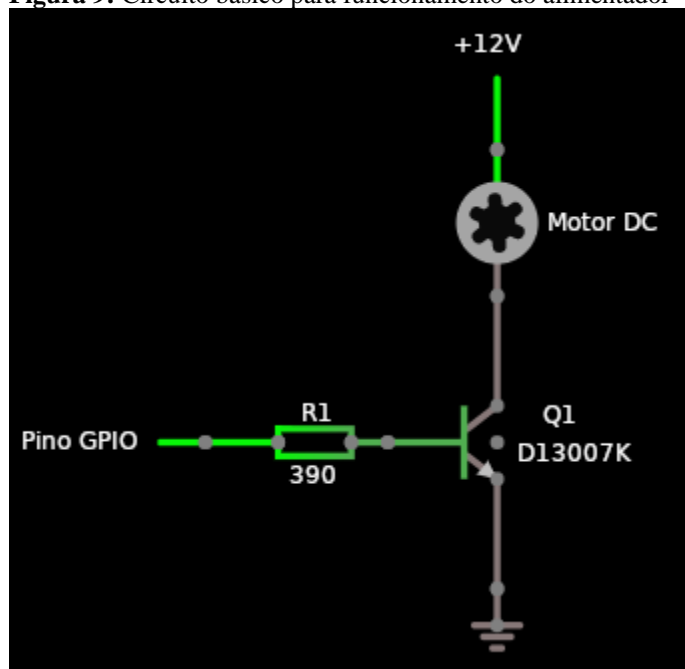 Figura 9. Circuito básico para funcionamento do alimentador
+12V
Motor DC
R1
Q1
Pino GPIO
D13007K
390